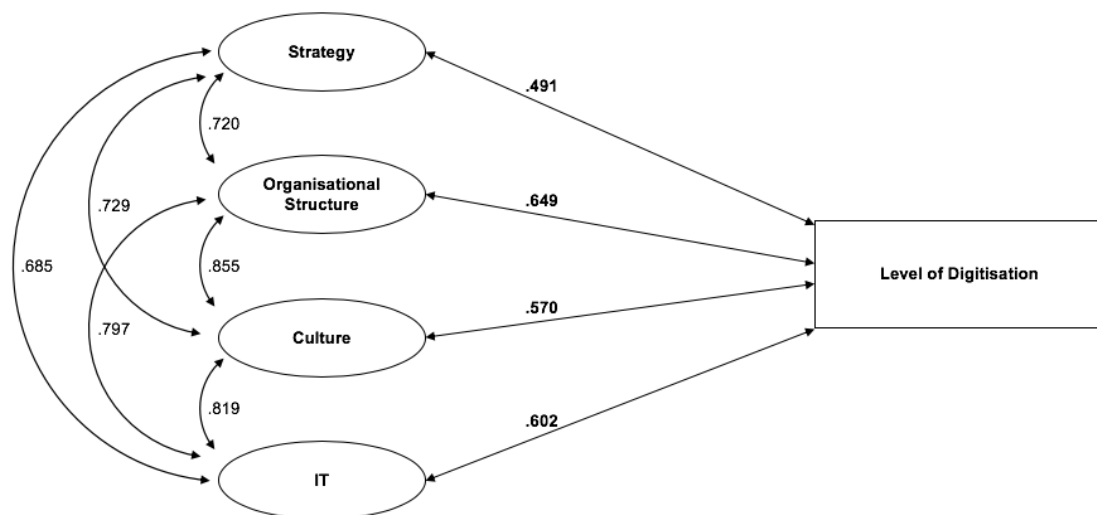 Strategy
.491
.720
Organisational
Structure
.729
.649
.855
.685
Level of Digitisation
.570
.797
Culture
.819
.602
IT